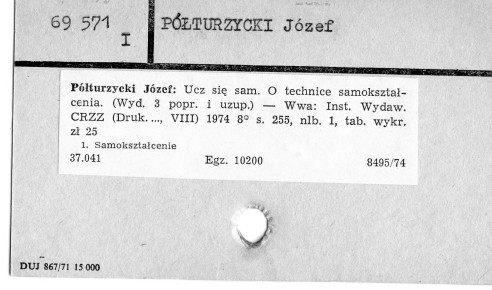 69 571
I
PÓŁTURZYCKI Józef
Półturzycki Józef: Ucz się sam. O technice samokształ-
cenia. (Wyd. 3 popr. i uzup.) — Wwa: Inst. Wydaw.
CRZZ (Druk. ..., VIII) 1974 8° s. 255, nlb. 1, tab. wykr.
zł 25
1. Samokształcenie
37.041 Egz. 10200 8495/74
DUJ 867/71 15 000